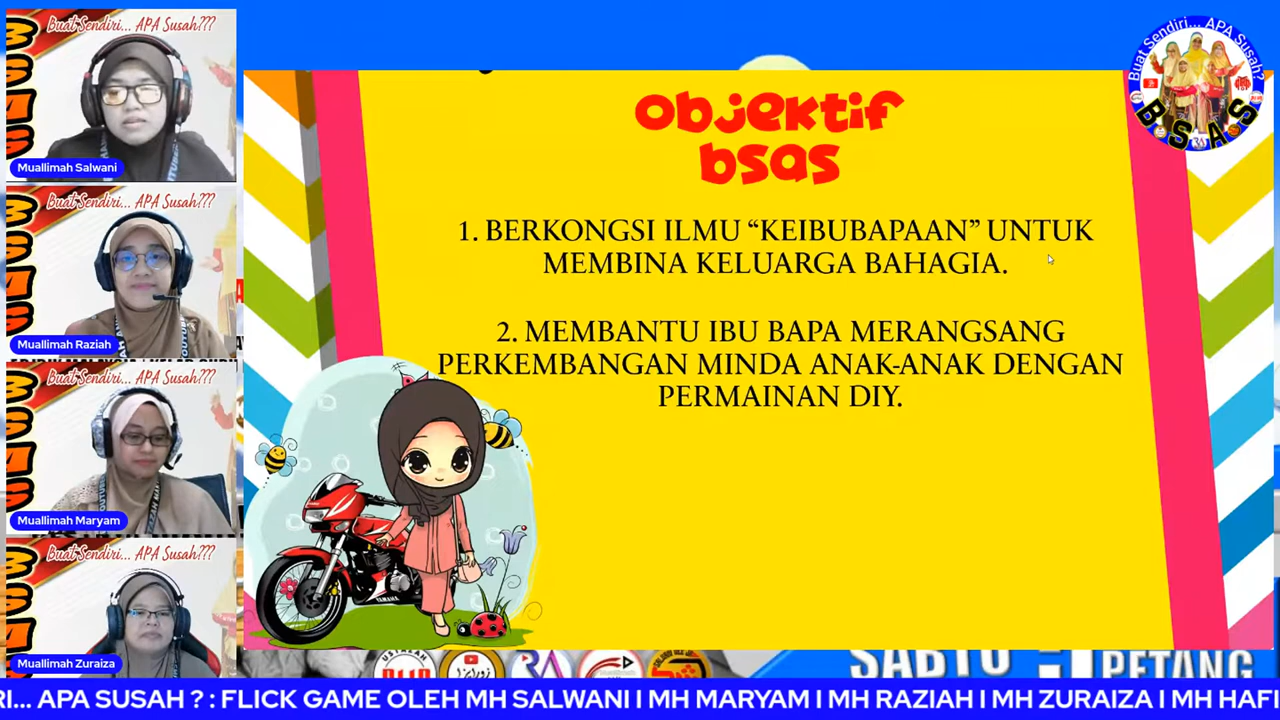 Buat Sendiri... APA Susah???
Muallimah Salwani
Buat Sendiri... APA Susah???
Muallimah Raziah
Buat Sendiri... APA Susah???
Muallimah Maryam
Buat Sendiri... APA Susah???
Muallimah Zuraiza
Buat Sendiri... APA Susah?
BSAS
Objektif
bsas
1. BERKONGSI ILMU “KEIBUBAPAAN” UNTUK
MEMBINA KELUARGA BAHAGIA.
2. MEMBANTU IBU BAPA MERANGSANG
PERKEMBANGAN MINDA ANAK-ANAK DENGAN
PERMAINAN DIY.
YAMAHA
SABTU
PETANG
RI... APA SUSAH ? : FLICK GAME OLEH MH SALWANI I MH MARYAM I MH RAZIAH I MH ZURAIZA I MH HAFI